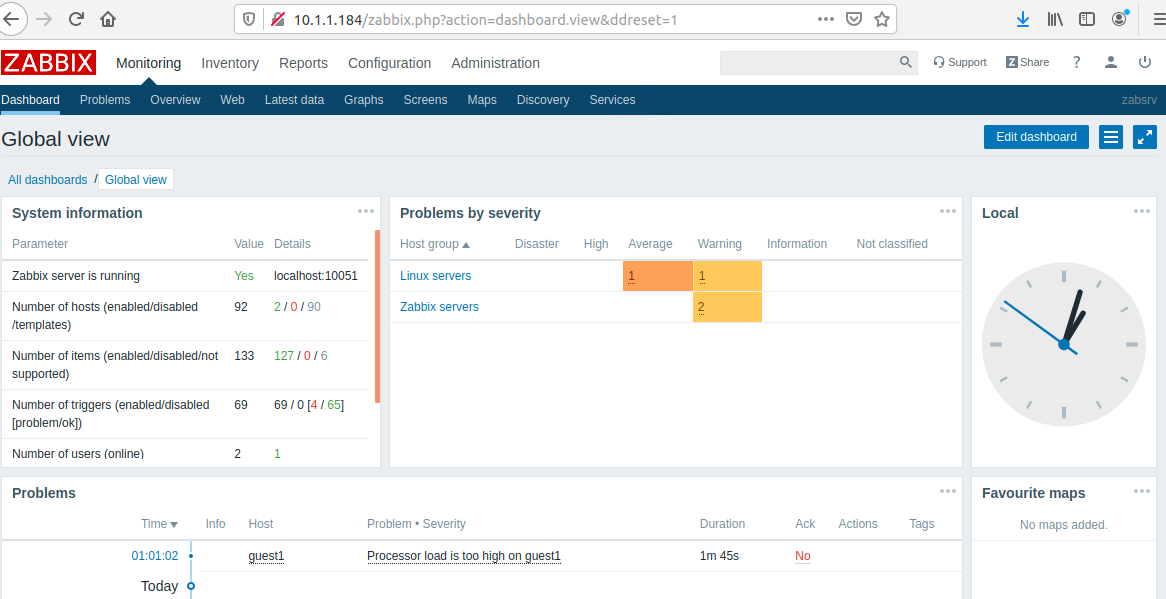 10.1.1.184/zabbix.php?action=dashboard.view&ddreset=1
ZABBIX Monitoring Inventory Reports Configuration Administration Support Z Share ?
Dashboard Problems Overview Web Latest data Graphs Screens Maps Discovery Services zabsrv
Global view Edit dashboard
All dashboards / Global view
System information
Parameter Value Details
Zabbix server is running Yes localhost:10051
Number of hosts (enabled/disabled 92 2 / 0 / 90
/templates)
Number of items (enabled/disabled/not 133 127 / 0 / 6
supported)
Number of triggers (enabled/disabled 69 69 / 0 [4 / 65]
[problem/ok])
Number of users (online) 2 1
Problems by severity
Host group Disaster High Average Warning Information Not classified
Linux servers 1 1
Zabbix servers 2
Local
Problems
Time Info Host Problem • Severity Duration Ack Actions Tags
01:01:02 guest1 Processor load is too high on guest1 1m 45s No
Today
Favourite maps
No maps added.